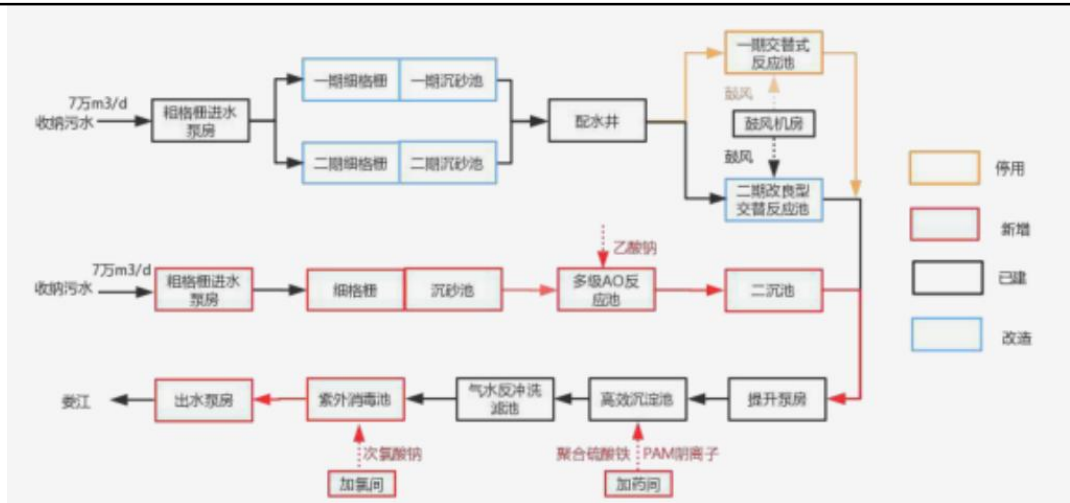 7万m3/d
收纳污水
粗格栅进水
泵房
一期细格栅
一期沉砂池
二期细格栅
二期沉砂池
配水井
一期交替式
反应池
鼓风
鼓风机房
鼓风
二期改良型
交替反应池
停用
新增
已建
改造
7万m3/d
收纳污水
粗格栅进水
泵房
细格栅
沉砂池
乙酸钠
多级AO反
应池
二沉池
娄江
出水泵房
紫外消毒池
气水反冲洗
滤池
高效沉淀池
提升泵房
次氯酸钠
加氯间
聚合硫酸铁
PAM阴离子
加药间